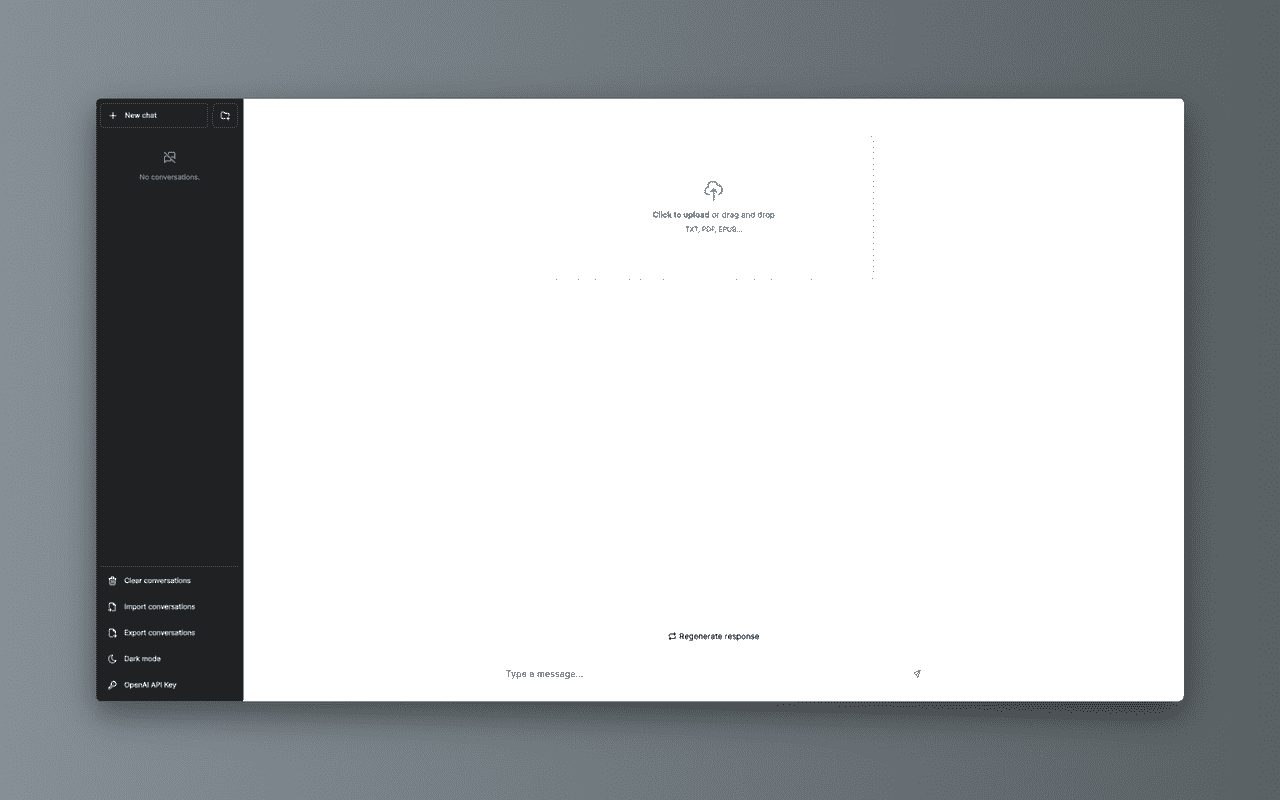 New chat
No conversations.
Click to upload or drag and drop
TXT, PDF, EPUB...
Regenerate response
Type a message...
Clear conversations
Import conversations
Export conversations
Dark mode
OpenAI API Key